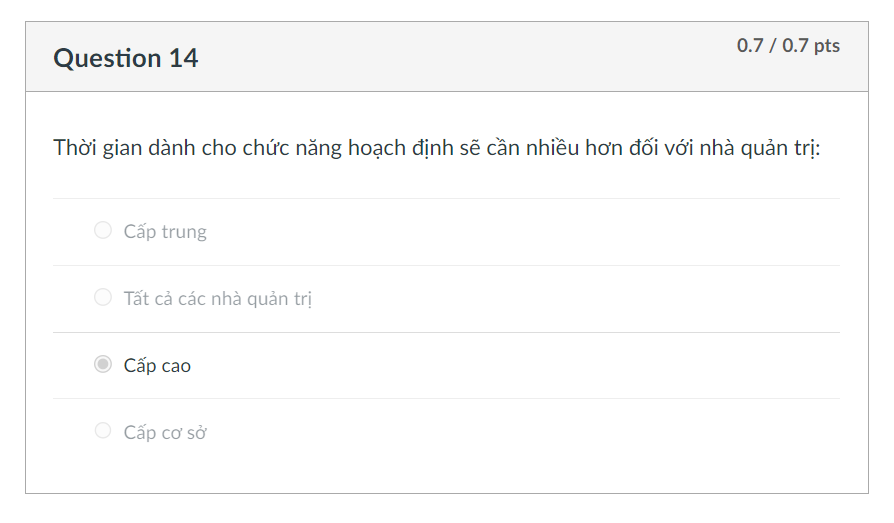 Question 14
0.7 / 0.7 pts
Thời gian dành cho chức năng hoạch định sẽ cần nhiều hơn đối với nhà quản trị:
Cấp trung
Tất cả các nhà quản trị
Cấp cao
Cấp cơ sở